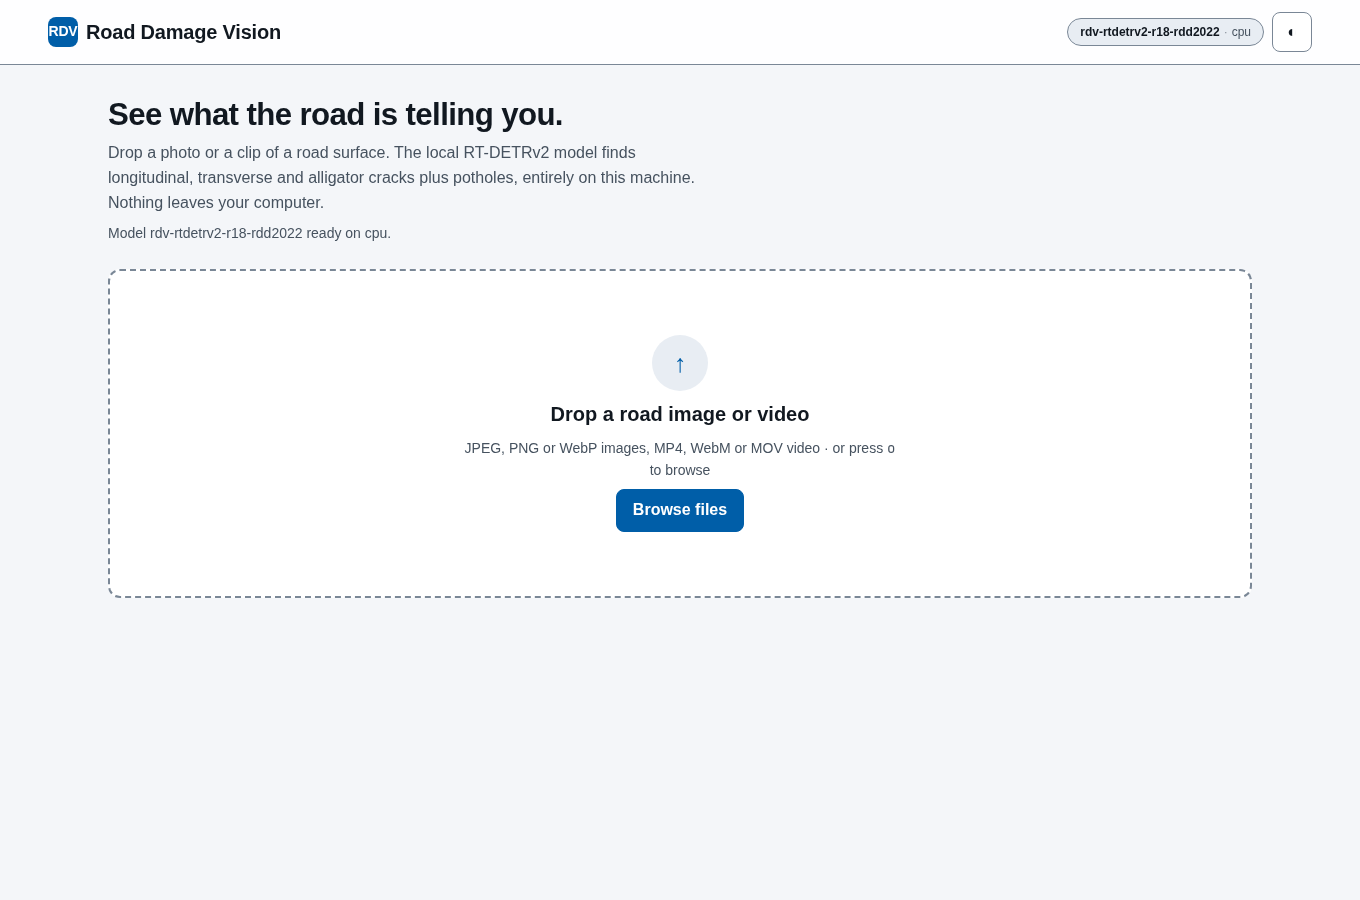 RDV Road Damage Vision
rdv-rtdetrv2-r18-rdd2022 · cpu
See what the road is telling you.
Drop a photo or a clip of a road surface. The local RT-DETRv2 model finds
longitudinal, transverse and alligator cracks plus potholes, entirely on this machine.
Nothing leaves your computer.
Model rdv-rtdetrv2-r18-rdd2022 ready on cpu.
↑
Drop a road image or video
JPEG, PNG or WebP images, MP4, WebM or MOV video · or press o
to browse
Browse files